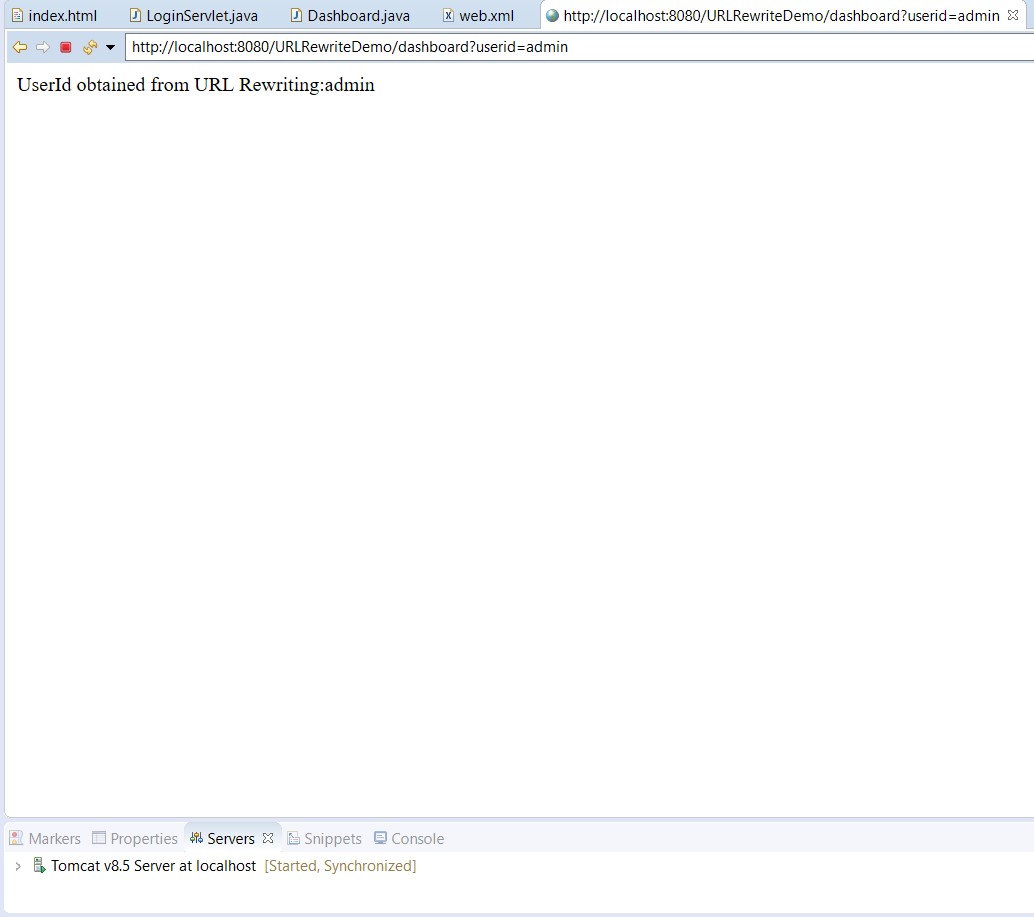 index.html LoginServlet.java Dashboard.java web.xml http://localhost:8080/URLRewriteDemo/dashboard?userid=admin
http://localhost:8080/URLRewriteDemo/dashboard?userid=admin
UserId obtained from URL Rewriting:admin
Markers Properties Servers Snippets Console
Tomcat v8.5 Server at localhost [Started, Synchronized]